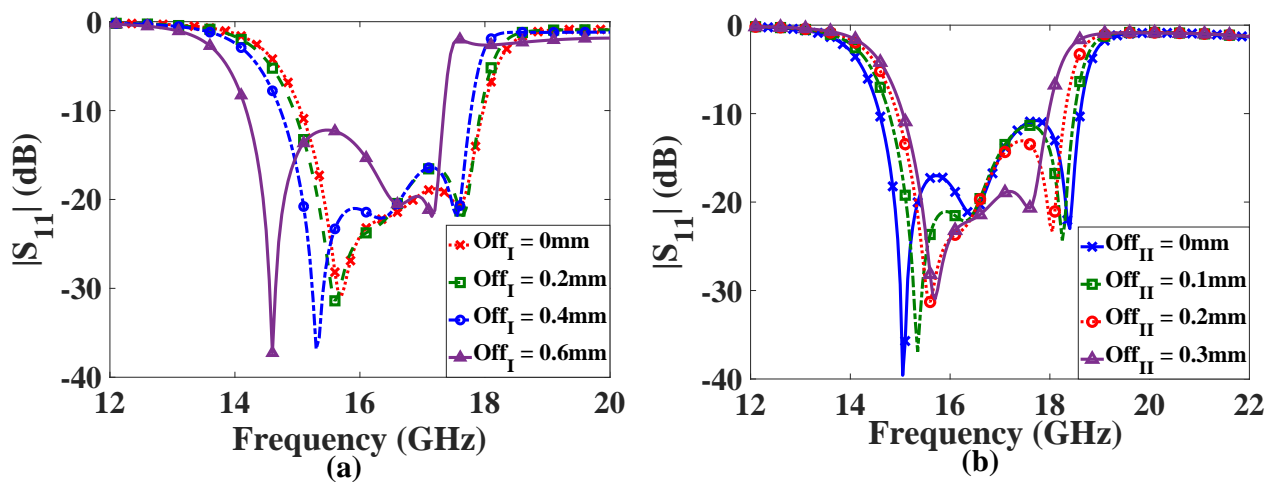 0
-10
-20
-30
-40
|S11| (dB)
12
14
16
18
20
Frequency (GHz)
(a)
OffI = 0mm
OffI = 0.2mm
OffI = 0.4mm
OffI = 0.6mm
0
-10
-20
-30
-40
|S11| (dB)
12
14
16
18
20
22
Frequency (GHz)
(b)
OffII = 0mm
OffII = 0.1mm
OffII = 0.2mm
OffII = 0.3mm